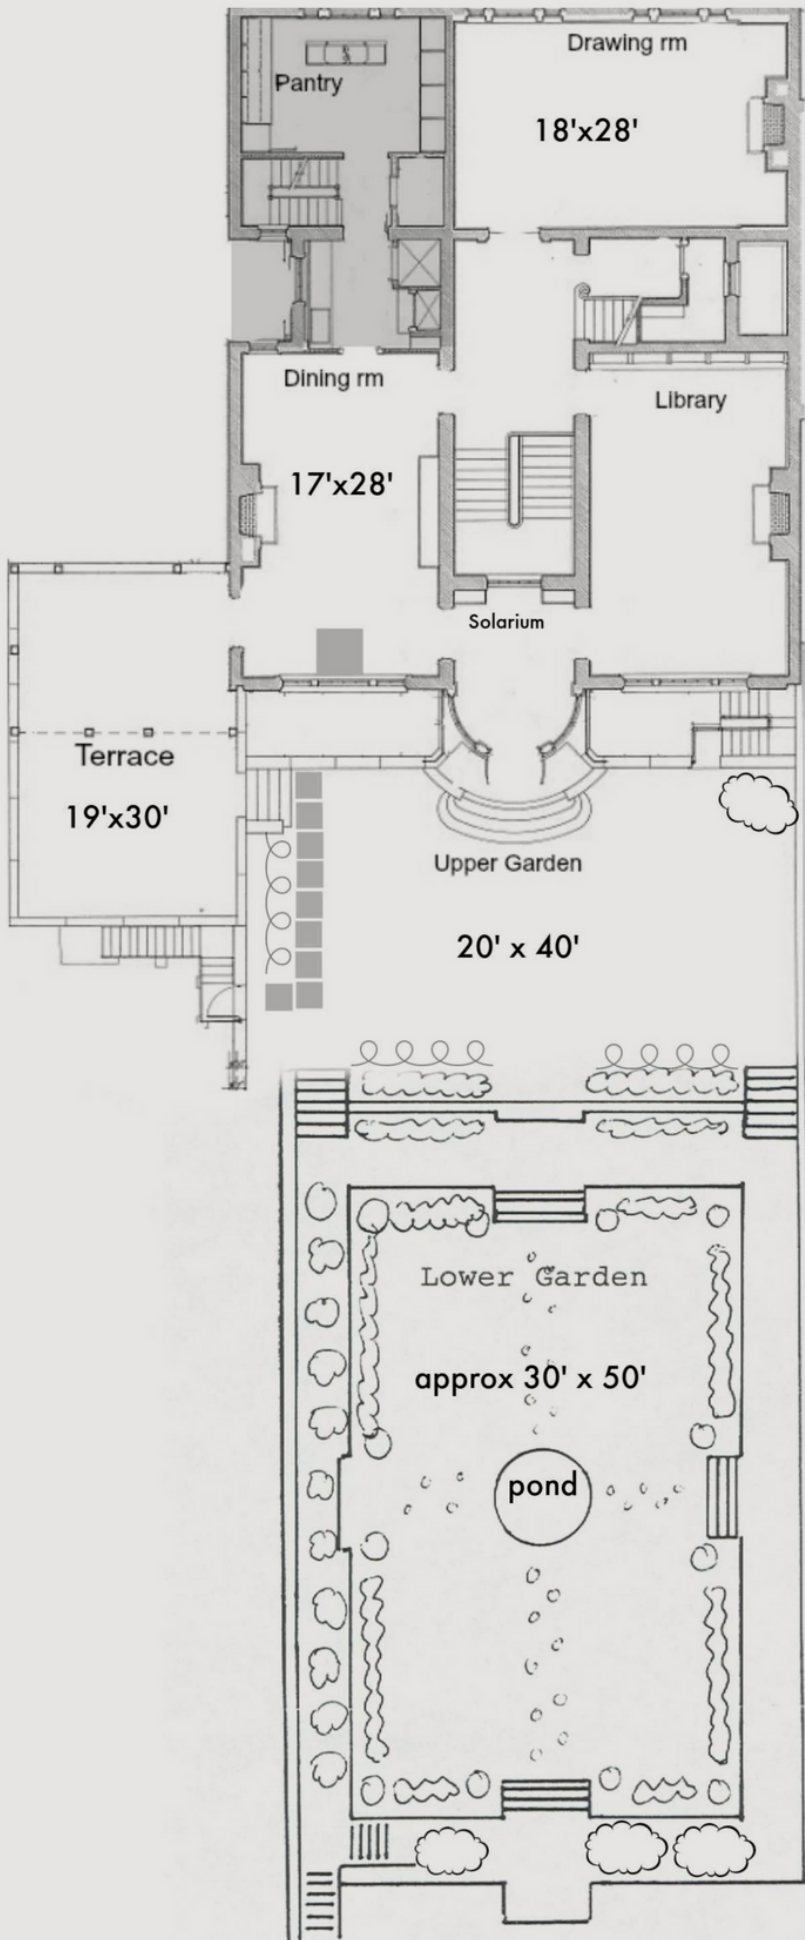 Drawing rm
Pantry
18'x28'
Dining rm
Library
17'x28'
Solarium
Terrace
19'x30'
Upper Garden
20' x 40'
Lower Garden
approx 30' x 50'
pond